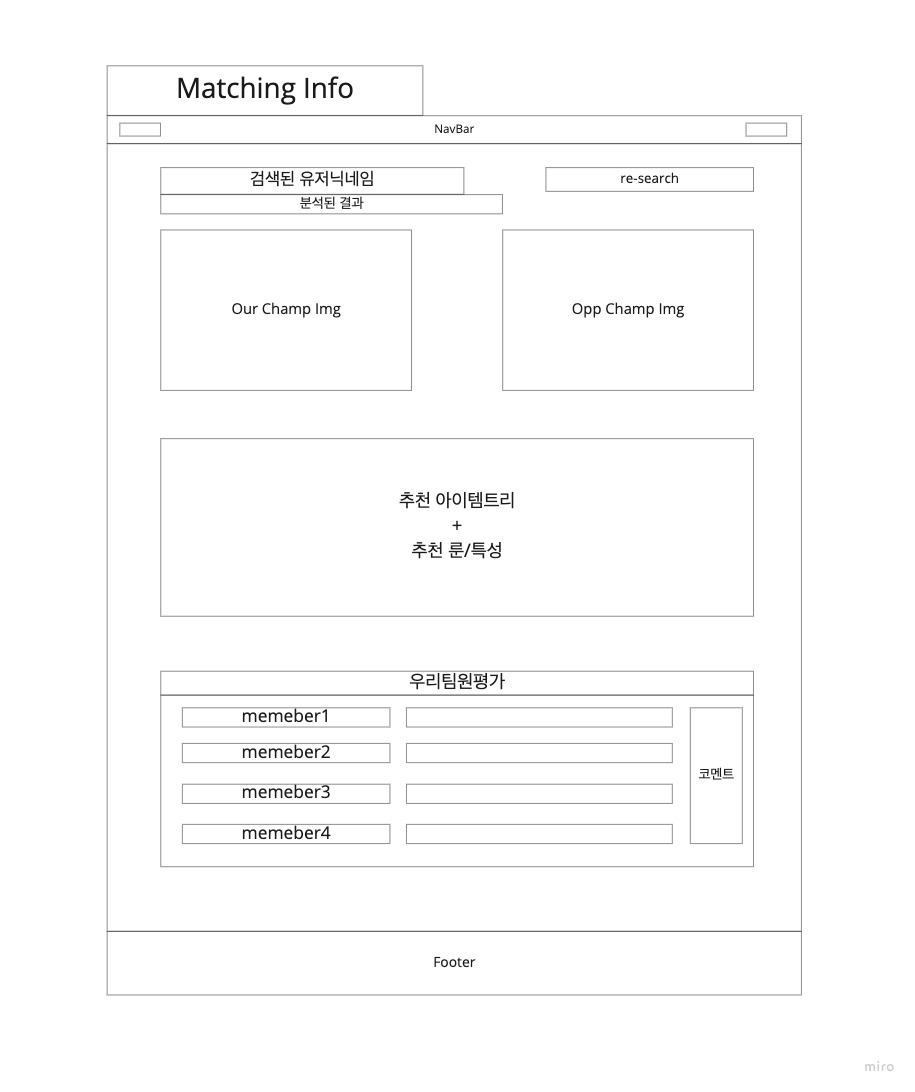 Matching Info
NavBar
검색된 유저닉네임
re-search
분석된 결과
Our Champ Img
Opp Champ Img
추천 아이템트리
+
추천 룬/특성
우리팀원평가
memeber1
memeber2
memeber3
memeber4
코멘트
Footer
miro